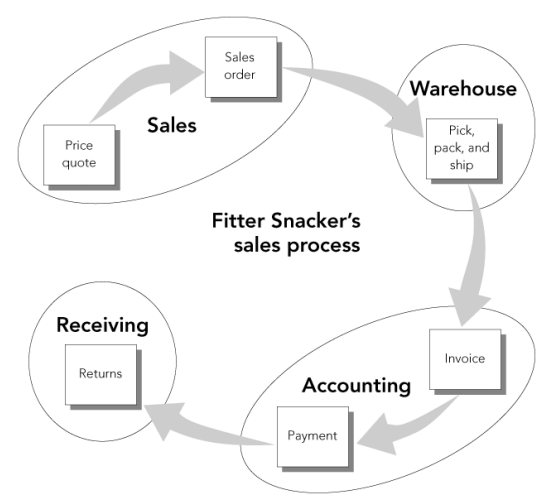 Sales
order
Price
quote
Sales
Warehouse
Pick,
pack, and
ship
Fitter Snacker's
sales process
Invoice
Accounting
Payment
Receiving
Returns